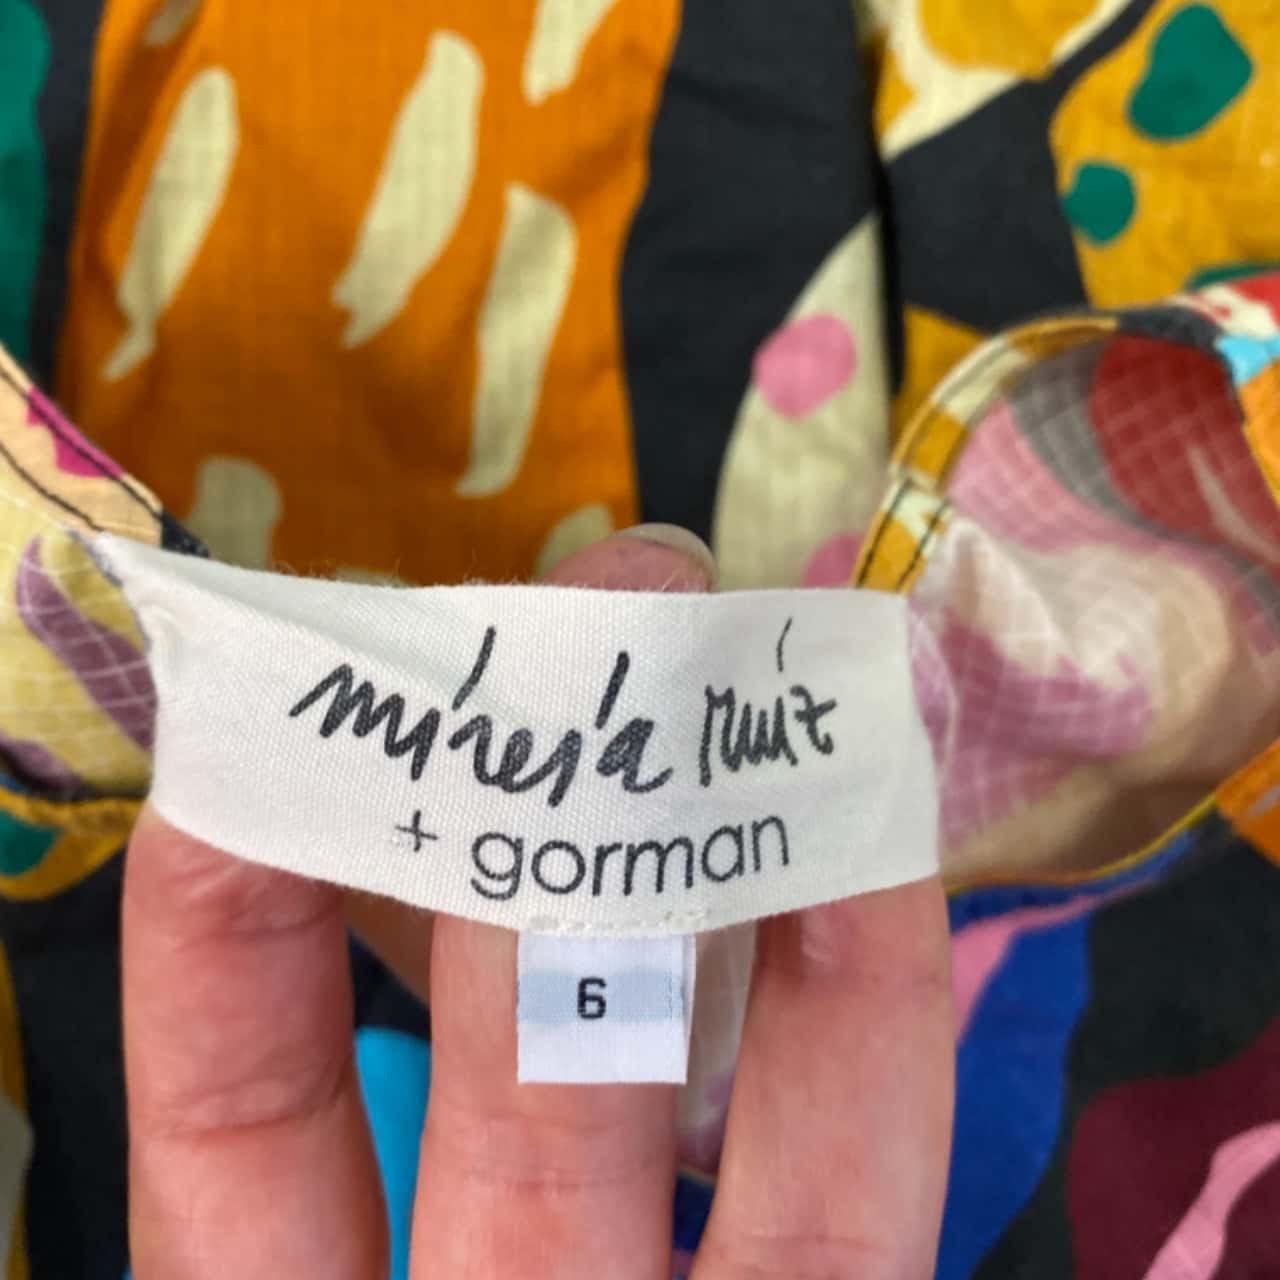 mireia Ruiz
+ gorman
6